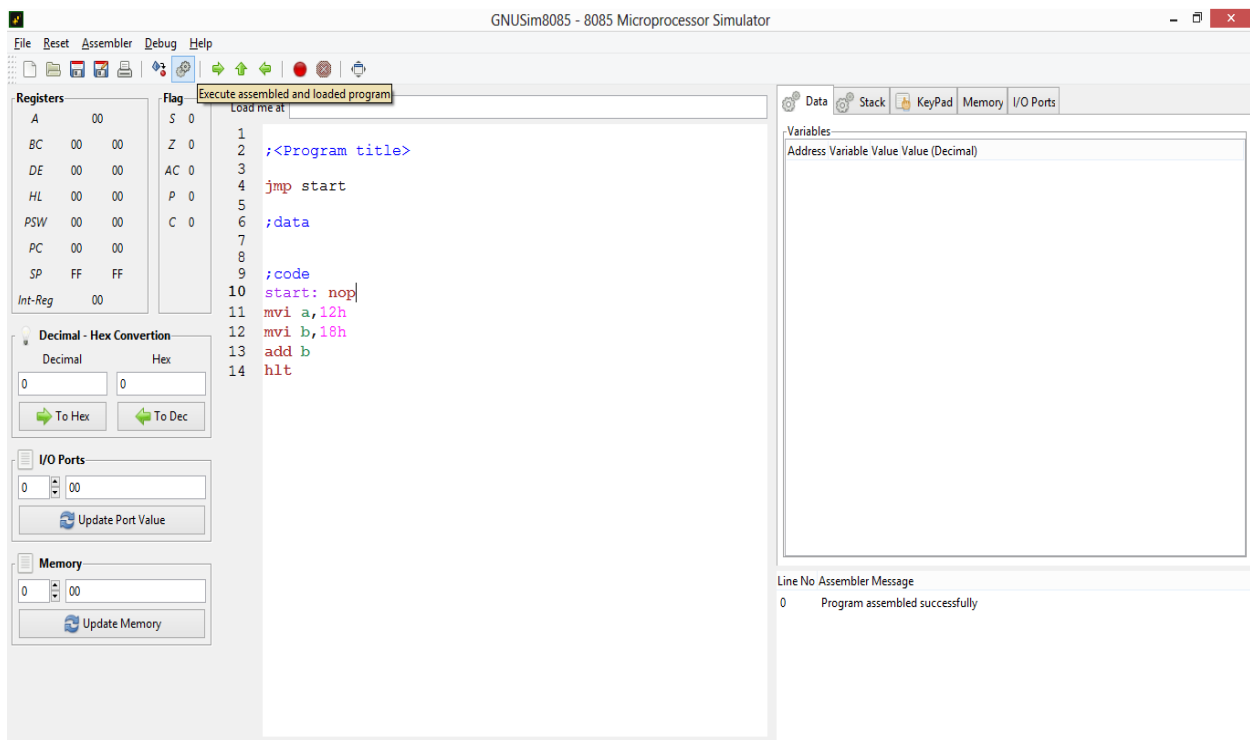 GNUSim8085 - 8085 Microprocessor Simulator
File Reset Assembler Debug Help
Execute assembled and loaded program
Registers
A 00
BC 00 00
DE 00 00
HL 00 00
PSW 00 00
PC 00 00
SP FF FF
Int-Reg 00
Flag
S 0
Z 0
AC 0
P 0
C 0
Decimal - Hex Convertion
Decimal Hex
0 0
To Hex To Dec
I/O Ports
0 00
Update Port Value
Memory
0 00
Update Memory
Load me at
1
2 ;<Program title>
3
4 jmp start
5
6 ;data
7
8
9 ;code
10 start: nop
11 mvi a,12h
12 mvi b,18h
13 add b
14 hlt
Data Stack KeyPad Memory I/O Ports
Variables
Address Variable Value Value (Decimal)
Line No Assembler Message
0 Program assembled successfully